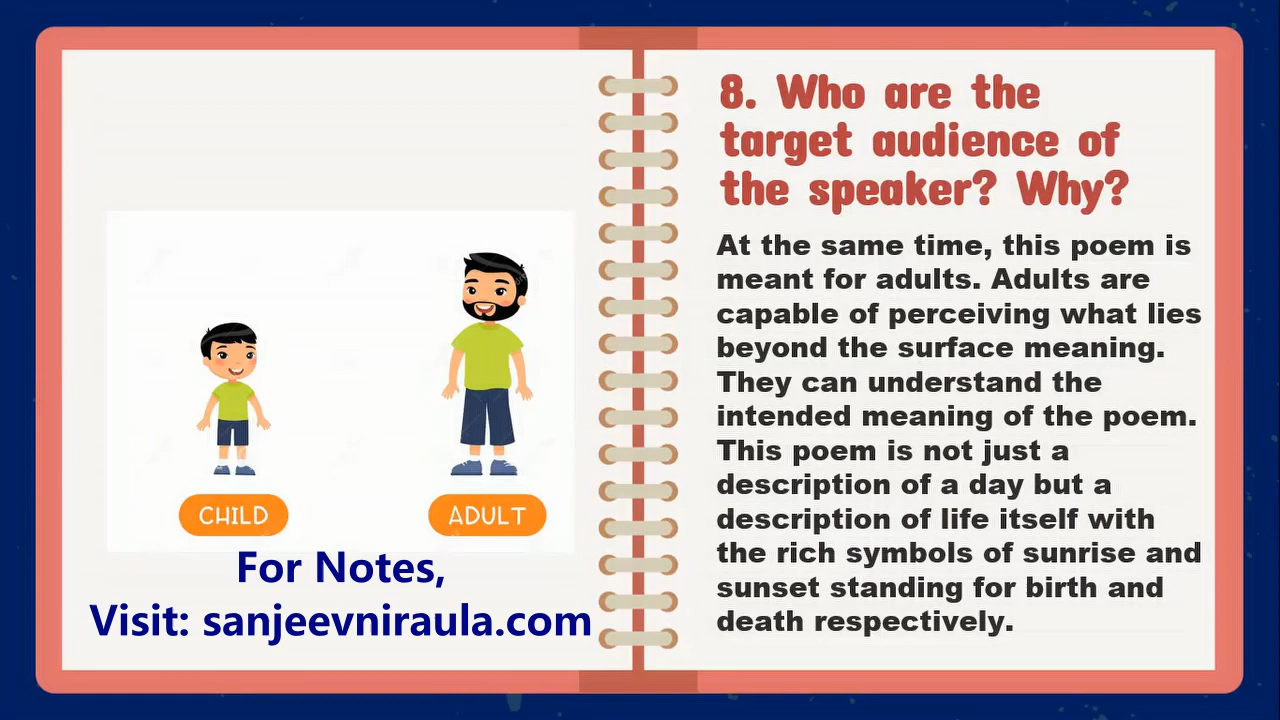 CHILD
ADULT
For Notes,
Visit: sanjeevniraula.com
8. Who are the
target audience of
the speaker? Why?
At the same time, this poem is
meant for adults. Adults are
capable of perceiving what lies
beyond the surface meaning.
They can understand the
intended meaning of the poem.
This poem is not just a
description of a day but a
description of life itself with
the rich symbols of sunrise and
sunset standing for birth and
death respectively.